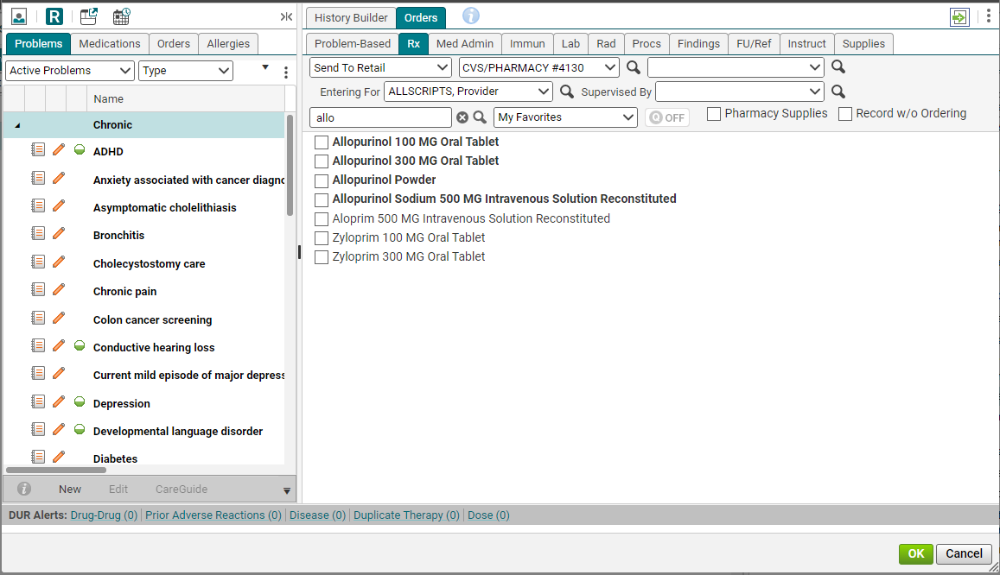 R
Problems Medications Orders Allergies
Active Problems Type
Name
Chronic
ADHD
Anxiety associated with cancer diagno
Asymptomatic cholelithiasis
Bronchitis
Cholecystostomy care
Chronic pain
Colon cancer screening
Conductive hearing loss
Current mild episode of major depress
Depression
Developmental language disorder
Diabetes
New Edit CareGuide
History Builder Orders
Problem-Based Rx Med Admin Immun Lab Rad Procs Findings FU/Ref Instruct Supplies
Send To Retail CVS/PHARMACY #4130
Entering For ALLSCRIPTS, Provider Supervised By
allo My Favorites Q OFF Pharmacy Supplies Record w/o Ordering
Allopurinol 100 MG Oral Tablet
Allopurinol 300 MG Oral Tablet
Allopurinol Powder
Allopurinol Sodium 500 MG Intravenous Solution Reconstituted
Aloprim 500 MG Intravenous Solution Reconstituted
Zyloprim 100 MG Oral Tablet
Zyloprim 300 MG Oral Tablet
DUR Alerts: Drug-Drug (0) Prior Adverse Reactions (0) Disease (0) Duplicate Therapy (0) Dose (0)
OK Cancel